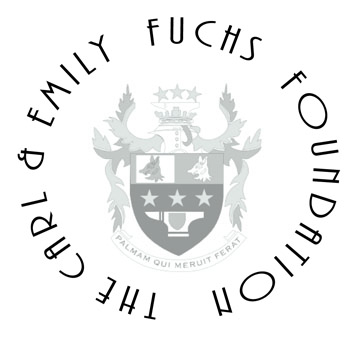 THE CARL & EMILY FUCHS FOUNDATION
PALMAM QUI MERUIT FERAT